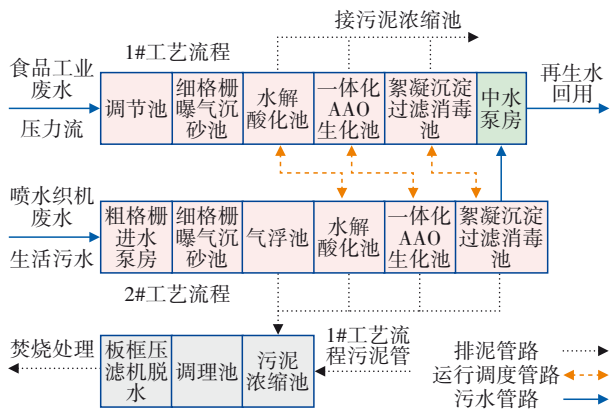 1#工艺流程
接污泥浓缩池
食品工业
废水
压力流
调节池
细格栅
曝气沉
砂池
水解
酸化池
一体化
AAO
生化池
絮凝沉淀
过滤消毒
池
中水
泵房
再生水
回用
喷水织机
废水
生活污水
粗格栅
进水
泵房
细格栅
曝气沉
砂池
气浮池
水解
酸化池
一体化
AAO
生化池
絮凝沉淀
过滤消毒
池
2#工艺流程
焚烧处理
板框压
滤机脱
水
调理池
污泥
浓缩池
1#工艺流
程污泥管
排泥管路
运行调度管路
污水管路